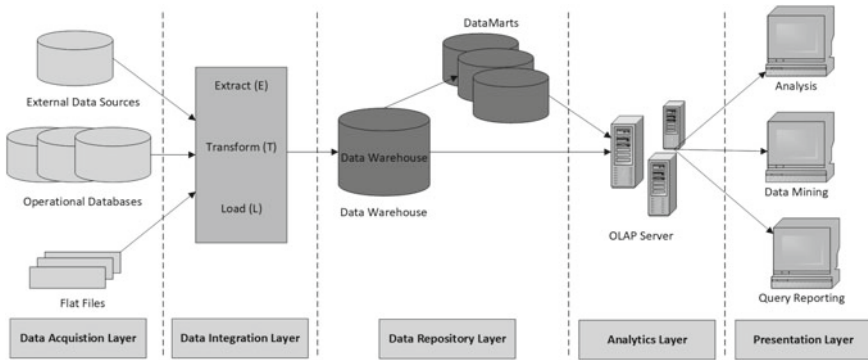 External Data Sources
Operational Databases
Flat Files
Data Acquistion Layer
Extract (E)
Transform (T)
Load (L)
Data Integration Layer
DataMarts
Data Warehouse
Data Warehouse
Data Repository Layer
OLAP Server
Analytics Layer
Analysis
Data Mining
Query Reporting
Presentation Layer